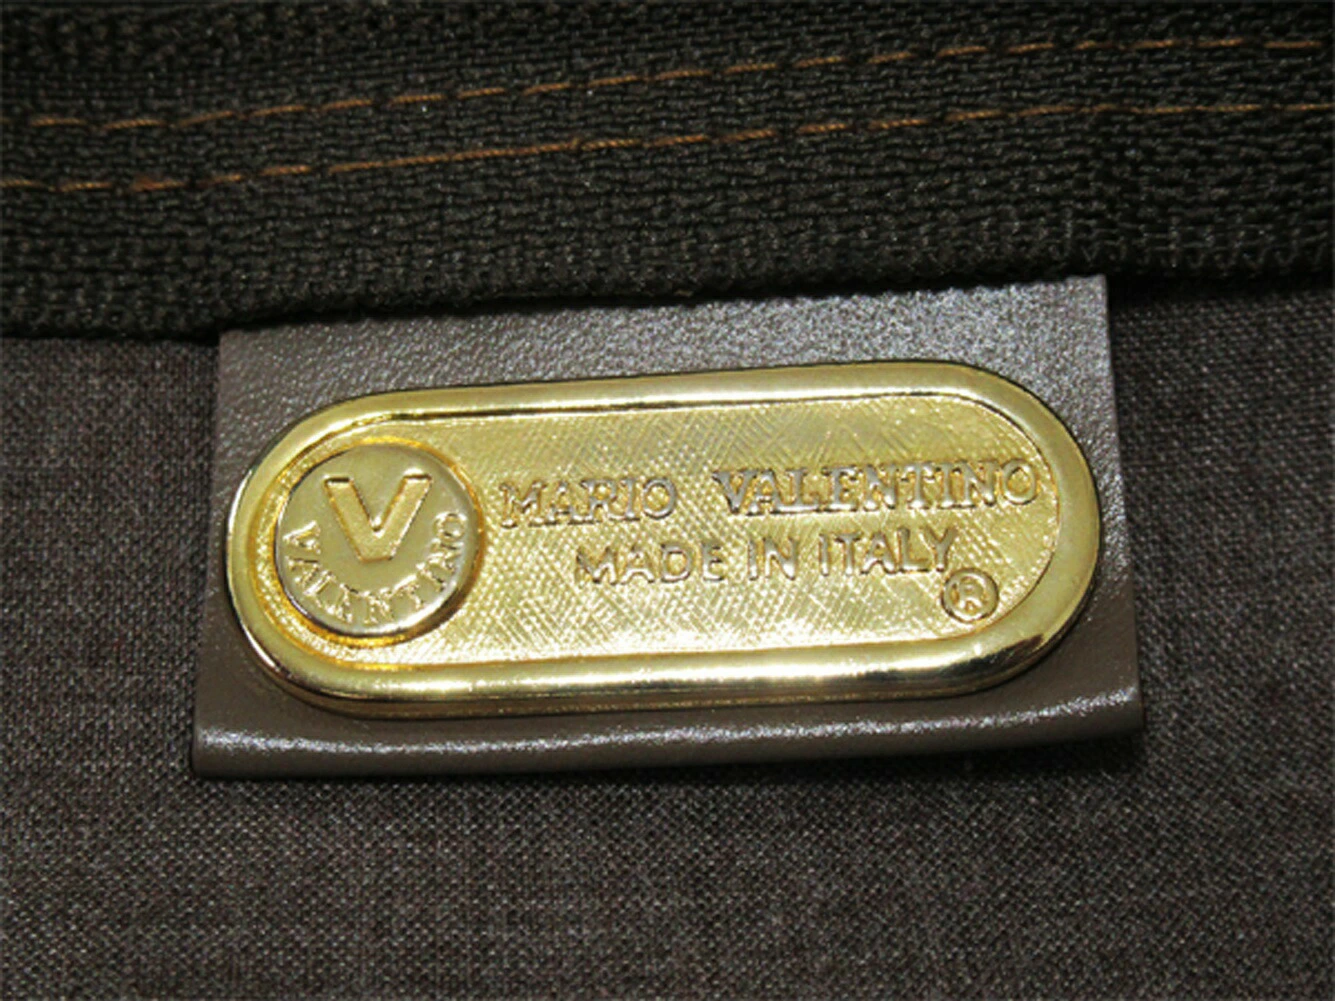 V
VALENTINO
MARIO VALENTINO
MADE IN ITALY
®